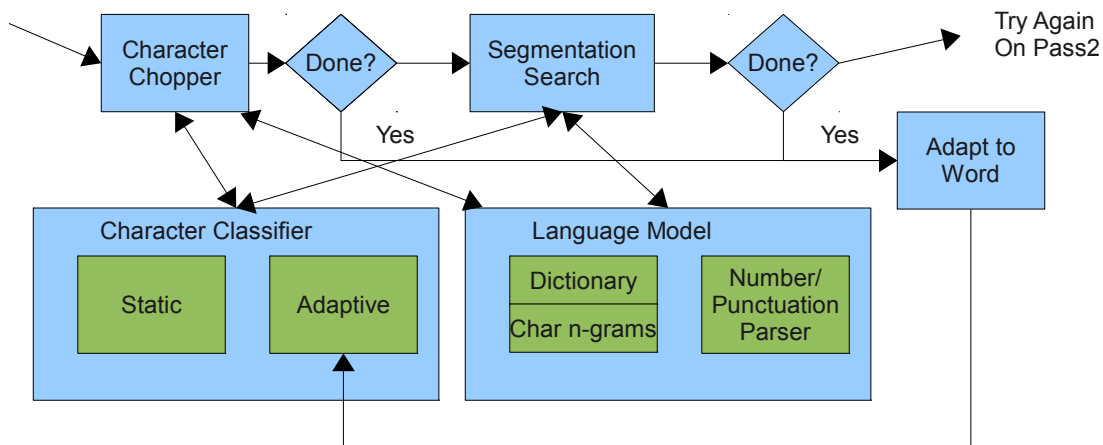 Character
Chopper
Done?
Segmentation
Search
Done?
Try Again
On Pass2
Yes
Yes
Adapt to
Word
Character Classifier
Static
Adaptive
Language Model
Dictionary
Char n-grams
Number/
Punctuation
Parser